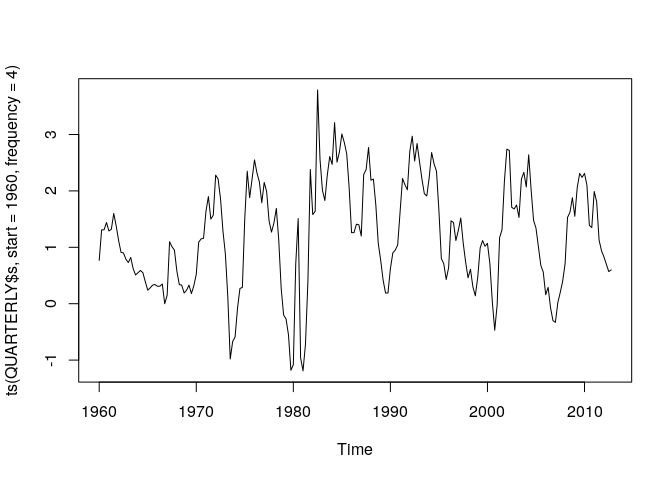 ts(QUARTERLY$s, start = 1960, frequency = 4)
3
2
1
0
-1
1960 1970 1980 1990 2000 2010
Time